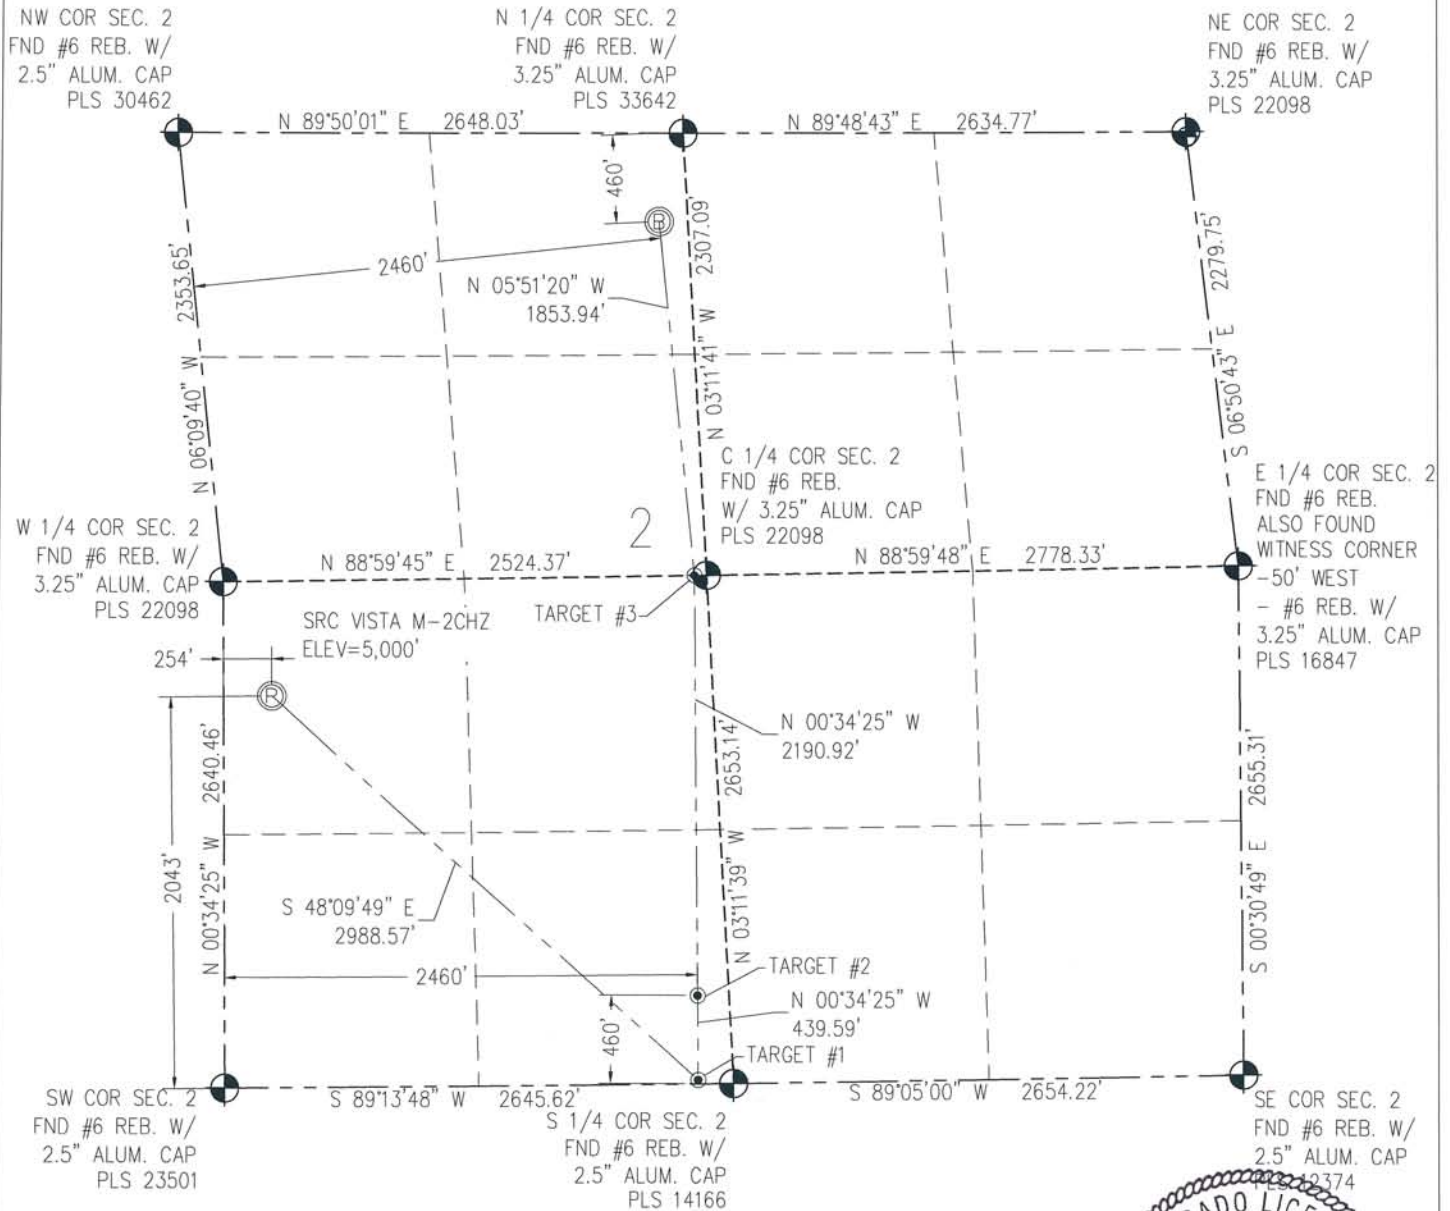 NW COR SEC. 2
FND #6 REB. W/
2.5" ALUM. CAP
PLS 30462
N 1/4 COR SEC. 2
FND #6 REB. W/
3.25" ALUM. CAP
PLS 33642
NE COR SEC. 2
FND #6 REB. W/
3.25" ALUM. CAP
PLS 22098
N 89°50'01" E 2648.03'
N 89°48'43" E 2634.77'
460'
B
2460'
N 05°51'20" W
1853.94'
N 06°09'40" W 2353.65'
N 03°11'41" W 2307.09'
S 06°50'43" E 2279.75'
C 1/4 COR SEC. 2
FND #6 REB.
W/ 3.25" ALUM. CAP
PLS 22098
E 1/4 COR SEC. 2
FND #6 REB.
ALSO FOUND
WITNESS CORNER
-50' WEST
- #6 REB. W/
3.25" ALUM. CAP
PLS 16847
W 1/4 COR SEC. 2
FND #6 REB. W/
3.25" ALUM. CAP
PLS 22098
2
N 88°59'45" E 2524.37'
N 88°59'48" E 2778.33'
TARGET #3
SRC VISTA M-2CHZ
ELEV=5,000'
254'
R
N 00°34'25" W
2190.92'
N 00°34'25" W 2640.46'
2043'
N 03°11'39" W 2653.14'
S 00°30'49" E 2655.31'
S 48°09'49" E
2988.57'
2460'
TARGET #2
N 00°34'25" W
439.59'
460'
TARGET #1
S 89°13'48" W 2645.62'
S 89°05'00" W 2654.22'
SW COR SEC. 2
FND #6 REB. W/
2.5" ALUM. CAP
PLS 23501
S 1/4 COR SEC. 2
FND #6 REB. W/
2.5" ALUM. CAP
PLS 14166
SE COR SEC. 2
FND #6 REB. W/
2.5" ALUM. CAP
PLS 12374